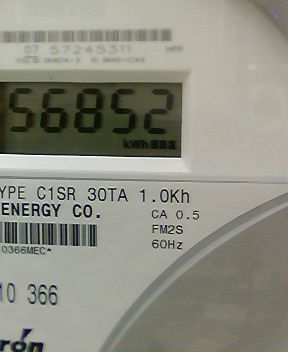 07 57245311
56852
kWh
YPE C1SR 30TA 1.0Kh
ENERGY CO.
CA 0.5
FM2S
60Hz
0366MEC*
10 366
rón